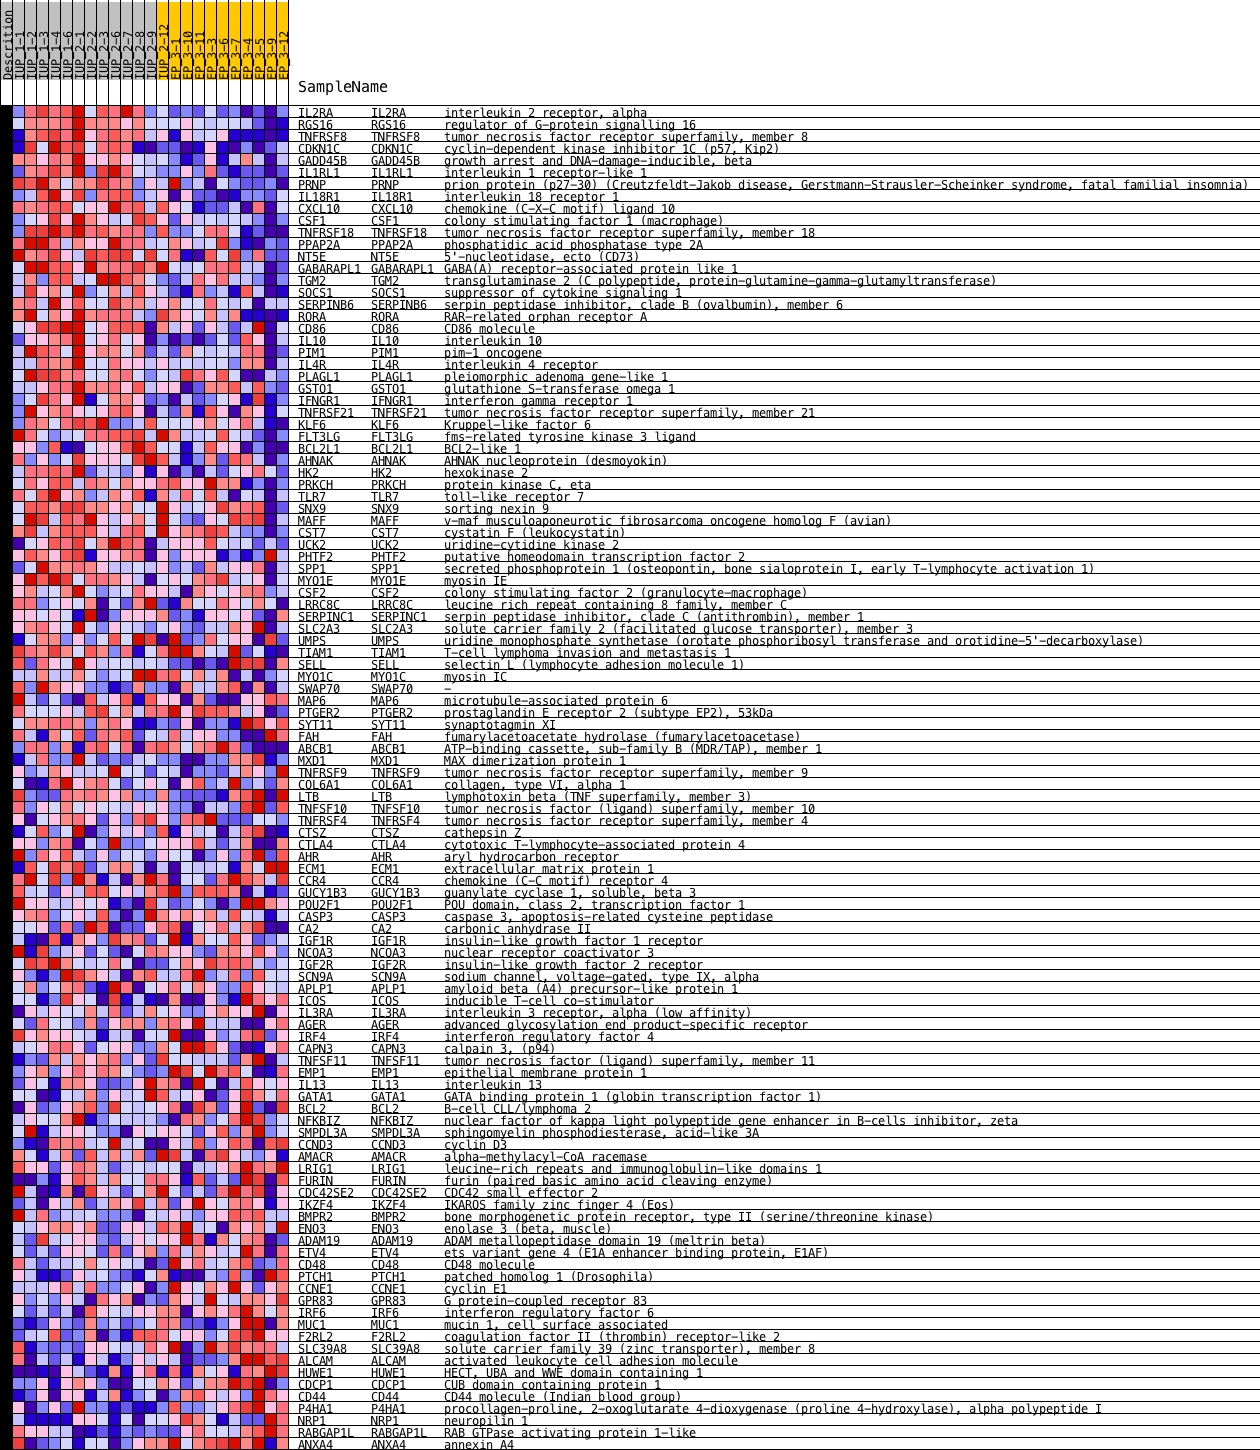 Descrition
IUP_1-1
IUP_1-2
IUP_1-3
IUP_1-4
IUP_1-6
IUP_2-1
IUP_2-2
IUP_2-3
IUP_2-6
IUP_2-7
IUP_2-8
IUP_2-9
IUP_2-12
EP_3-1
EP_3-10
EP_3-11
EP_3-3
EP_3-6
EP_3-7
EP_3-4
EP_3-5
EP_3-9
EP_3-12
SampleName
IL2RA IL2RA interleukin 2 receptor, alpha
RGS16 RGS16 regulator of G-protein signalling 16
TNFRSF8 TNFRSF8 tumor necrosis factor receptor superfamily, member 8
CDKN1C CDKN1C cyclin-dependent kinase inhibitor 1C (p57, Kip2)
GADD45B GADD45B growth arrest and DNA-damage-inducible, beta
IL1RL1 IL1RL1 interleukin 1 receptor-like 1
PRNP PRNP prion protein (p27-30) (Creutzfeldt-Jakob disease, Gerstmann-Strausler-Scheinker syndrome, fatal familial insomnia)
IL18R1 IL18R1 interleukin 18 receptor 1
CXCL10 CXCL10 chemokine (C-X-C motif) ligand 10
CSF1 CSF1 colony stimulating factor 1 (macrophage)
TNFRSF18 TNFRSF18 tumor necrosis factor receptor superfamily, member 18
PPAP2A PPAP2A phosphatidic acid phosphatase type 2A
NT5E NT5E 5'-nucleotidase, ecto (CD73)
GABARAPL1 GABARAPL1 GABA(A) receptor-associated protein like 1
TGM2 TGM2 transglutaminase 2 (C polypeptide, protein-glutamine-gamma-glutamyltransferase)
SOCS1 SOCS1 suppressor of cytokine signaling 1
SERPINB6 SERPINB6 serpin peptidase inhibitor, clade B (ovalbumin), member 6
RORA RORA RAR-related orphan receptor A
CD86 CD86 CD86 molecule
IL10 IL10 interleukin 10
PIM1 PIM1 pim-1 oncogene
IL4R IL4R interleukin 4 receptor
PLAGL1 PLAGL1 pleiomorphic adenoma gene-like 1
GSTO1 GSTO1 glutathione S-transferase omega 1
IFNGR1 IFNGR1 interferon gamma receptor 1
TNFRSF21 TNFRSF21 tumor necrosis factor receptor superfamily, member 21
KLF6 KLF6 Kruppel-like factor 6
FLT3LG FLT3LG fms-related tyrosine kinase 3 ligand
BCL2L1 BCL2L1 BCL2-like 1
AHNAK AHNAK AHNAK nucleoprotein (desmoyokin)
HK2 HK2 hexokinase 2
PRKCH PRKCH protein kinase C, eta
TLR7 TLR7 toll-like receptor 7
SNX9 SNX9 sorting nexin 9
MAFF MAFF v-maf musculoaponeurotic fibrosarcoma oncogene homolog F (avian)
CST7 CST7 cystatin F (leukocystatin)
UCK2 UCK2 uridine-cytidine kinase 2
PHTF2 PHTF2 putative homeodomain transcription factor 2
SPP1 SPP1 secreted phosphoprotein 1 (osteopontin, bone sialoprotein I, early T-lymphocyte activation 1)
MYO1E MYO1E myosin IE
CSF2 CSF2 colony stimulating factor 2 (granulocyte-macrophage)
LRRC8C LRRC8C leucine rich repeat containing 8 family, member C
SERPINC1 SERPINC1 serpin peptidase inhibitor, clade C (antithrombin), member 1
SLC2A3 SLC2A3 solute carrier family 2 (facilitated glucose transporter), member 3
UMPS UMPS uridine monophosphate synthetase (orotate phosphoribosyl transferase and orotidine-5'-decarboxylase)
TIAM1 TIAM1 T-cell lymphoma invasion and metastasis 1
SELL SELL selectin L (lymphocyte adhesion molecule 1)
MYO1C MYO1C myosin IC
SWAP70 SWAP70 -
MAP6 MAP6 microtubule-associated protein 6
PTGER2 PTGER2 prostaglandin E receptor 2 (subtype EP2), 53kDa
SYT11 SYT11 synaptotagmin XI
FAH FAH fumarylacetoacetate hydrolase (fumarylacetoacetase)
ABCB1 ABCB1 ATP-binding cassette, sub-family B (MDR/TAP), member 1
MXD1 MXD1 MAX dimerization protein 1
TNFRSF9 TNFRSF9 tumor necrosis factor receptor superfamily, member 9
COL6A1 COL6A1 collagen, type VI, alpha 1
LTB LTB lymphotoxin beta (TNF superfamily, member 3)
TNFSF10 TNFSF10 tumor necrosis factor (ligand) superfamily, member 10
TNFRSF4 TNFRSF4 tumor necrosis factor receptor superfamily, member 4
CTSZ CTSZ cathepsin Z
CTLA4 CTLA4 cytotoxic T-lymphocyte-associated protein 4
AHR AHR aryl hydrocarbon receptor
ECM1 ECM1 extracellular matrix protein 1
CCR4 CCR4 chemokine (C-C motif) receptor 4
GUCY1B3 GUCY1B3 guanylate cyclase 1, soluble, beta 3
POU2F1 POU2F1 POU domain, class 2, transcription factor 1
CASP3 CASP3 caspase 3, apoptosis-related cysteine peptidase
CA2 CA2 carbonic anhydrase II
IGF1R IGF1R insulin-like growth factor 1 receptor
NCOA3 NCOA3 nuclear receptor coactivator 3
IGF2R IGF2R insulin-like growth factor 2 receptor
SCN9A SCN9A sodium channel, voltage-gated, type IX, alpha
APLP1 APLP1 amyloid beta (A4) precursor-like protein 1
ICOS ICOS inducible T-cell co-stimulator
IL3RA IL3RA interleukin 3 receptor, alpha (low affinity)
AGER AGER advanced glycosylation end product-specific receptor
IRF4 IRF4 interferon regulatory factor 4
CAPN3 CAPN3 calpain 3, (p94)
TNFSF11 TNFSF11 tumor necrosis factor (ligand) superfamily, member 11
EMP1 EMP1 epithelial membrane protein 1
IL13 IL13 interleukin 13
GATA1 GATA1 GATA binding protein 1 (globin transcription factor 1)
BCL2 BCL2 B-cell CLL/lymphoma 2
NFKBIZ NFKBIZ nuclear factor of kappa light polypeptide gene enhancer in B-cells inhibitor, zeta
SMPDL3A SMPDL3A sphingomyelin phosphodiesterase, acid-like 3A
CCND3 CCND3 cyclin D3
AMACR AMACR alpha-methylacyl-CoA racemase
LRIG1 LRIG1 leucine-rich repeats and immunoglobulin-like domains 1
FURIN FURIN furin (paired basic amino acid cleaving enzyme)
CDC42SE2 CDC42SE2 CDC42 small effector 2
IKZF4 IKZF4 IKAROS family zinc finger 4 (Eos)
BMPR2 BMPR2 bone morphogenetic protein receptor, type II (serine/threonine kinase)
ENO3 ENO3 enolase 3 (beta, muscle)
ADAM19 ADAM19 ADAM metallopeptidase domain 19 (meltrin beta)
ETV4 ETV4 ets variant gene 4 (E1A enhancer binding protein, E1AF)
CD48 CD48 CD48 molecule
PTCH1 PTCH1 patched homolog 1 (Drosophila)
CCNE1 CCNE1 cyclin E1
GPR83 GPR83 G protein-coupled receptor 83
IRF6 IRF6 interferon regulatory factor 6
MUC1 MUC1 mucin 1, cell surface associated
F2RL2 F2RL2 coagulation factor II (thrombin) receptor-like 2
SLC39A8 SLC39A8 solute carrier family 39 (zinc transporter), member 8
ALCAM ALCAM activated leukocyte cell adhesion molecule
HUWE1 HUWE1 HECT, UBA and WWE domain containing 1
CDCP1 CDCP1 CUB domain containing protein 1
CD44 CD44 CD44 molecule (Indian blood group)
P4HA1 P4HA1 procollagen-proline, 2-oxoglutarate 4-dioxygenase (proline 4-hydroxylase), alpha polypeptide I
NRP1 NRP1 neuropilin 1
RABGAP1L RABGAP1L RAB GTPase activating protein 1-like
ANXA4 ANXA4 annexin A4